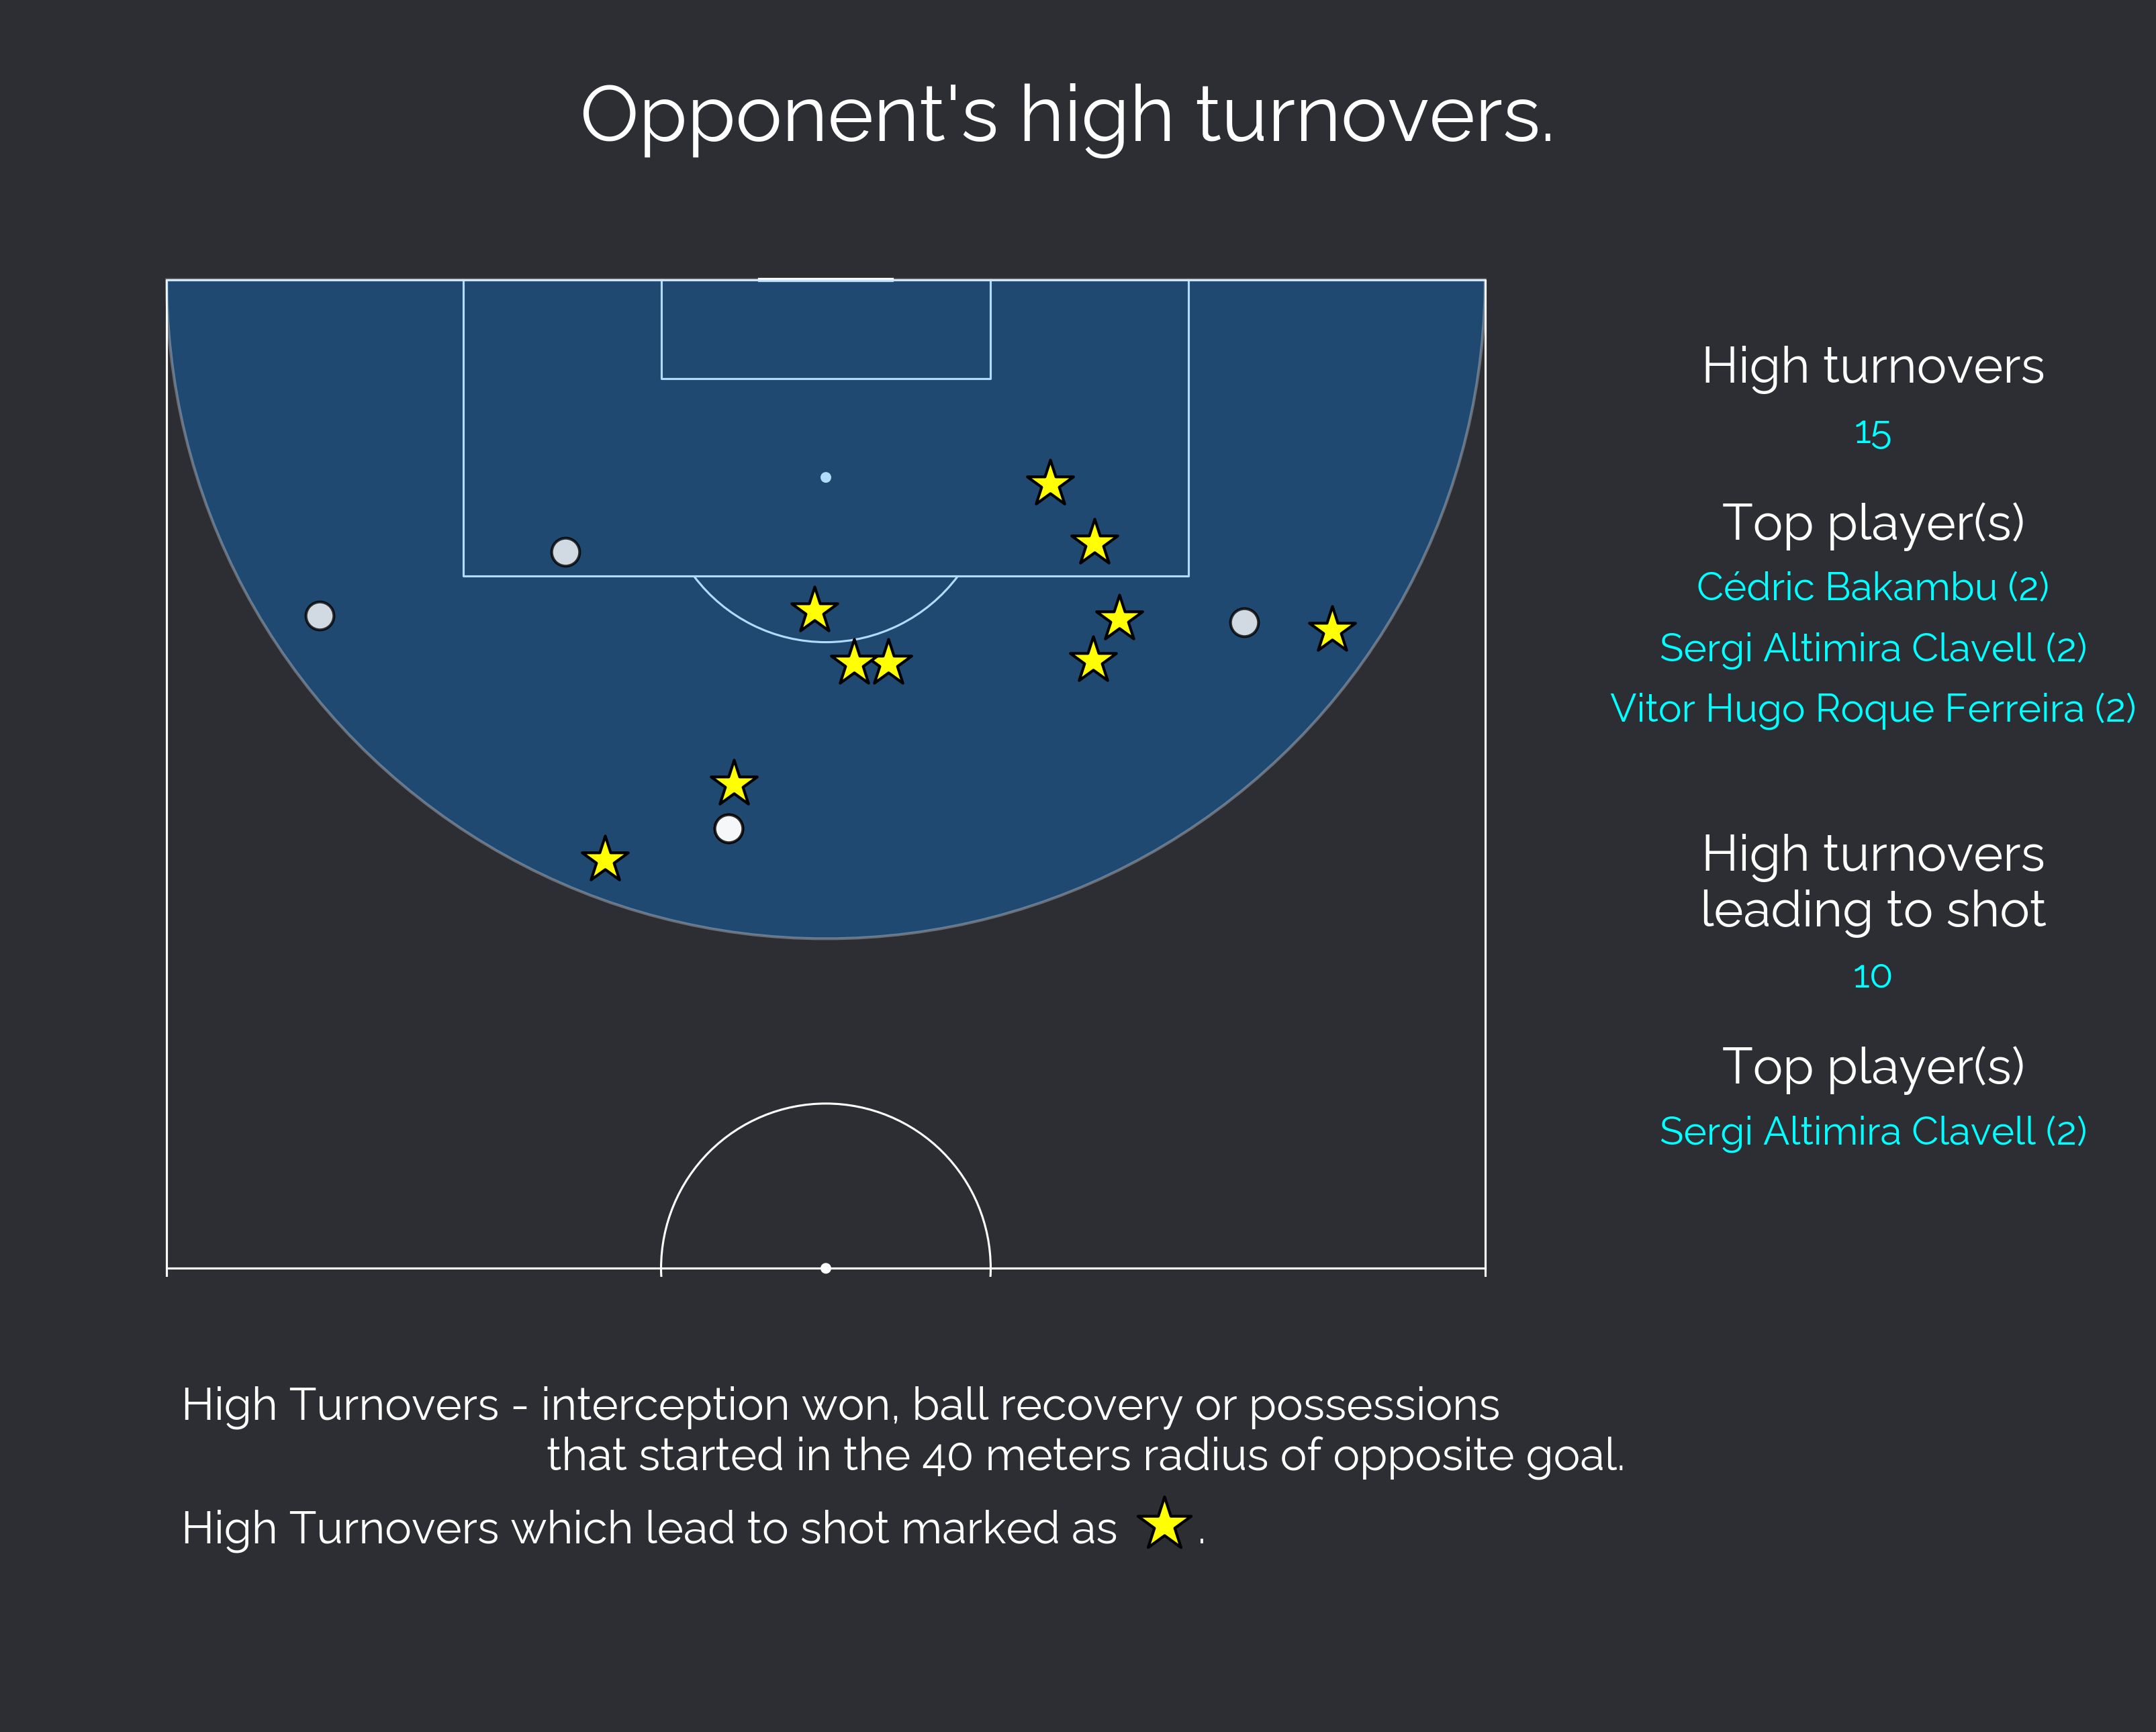 Opponent's high turnovers.
High turnovers
15
Top player(s)
Cédric Bakambu (2)
Sergi Altimira Clavell (2)
Vitor Hugo Roque Ferreira (2)
High turnovers
leading to shot
10
Top player(s)
Sergi Altimira Clavell (2)
High Turnovers - interception won, ball recovery or possessions
that started in the 40 meters radius of opposite goal.
High Turnovers which lead to shot marked as .